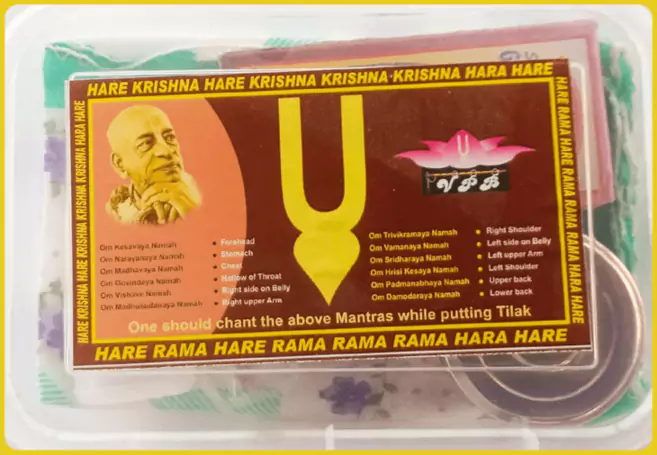 HARE KRISHNA HARE KRISHNA KRISHNA KRISHNA HARA HARE
HARE KRISHNA HARE KRISHNA KRISHNA KRISHNA HARA HARE
HARE RAMA HARE RAMA RAMA RAMA HARA HARE
VPB
Om Kesavaya Namah • Forehead
Om Narayanaya Namah • Stomach
Om Madhavaya Namah • Chest
Om Govindaya Namah • Hollow of Throat
Om Vishave Namah • Right side on Belly
Om Madhusudanaya Namah • Right upper Arm
Om Trivikramaya Namah • Right Shoulder
Om Vamanaya Namah • Left side on Belly
Om Sridharaya Namah • Left upper Arm
Om Hrisi Kesaya Namah • Left Shoulder
Om Padmanabhaya Namah • Upper back
Om Damodaraya Namah • Lower back
One should chant the above Mantras while putting Tilak
HARE RAMA HARE RAMA RAMA RAMA HARA HARE